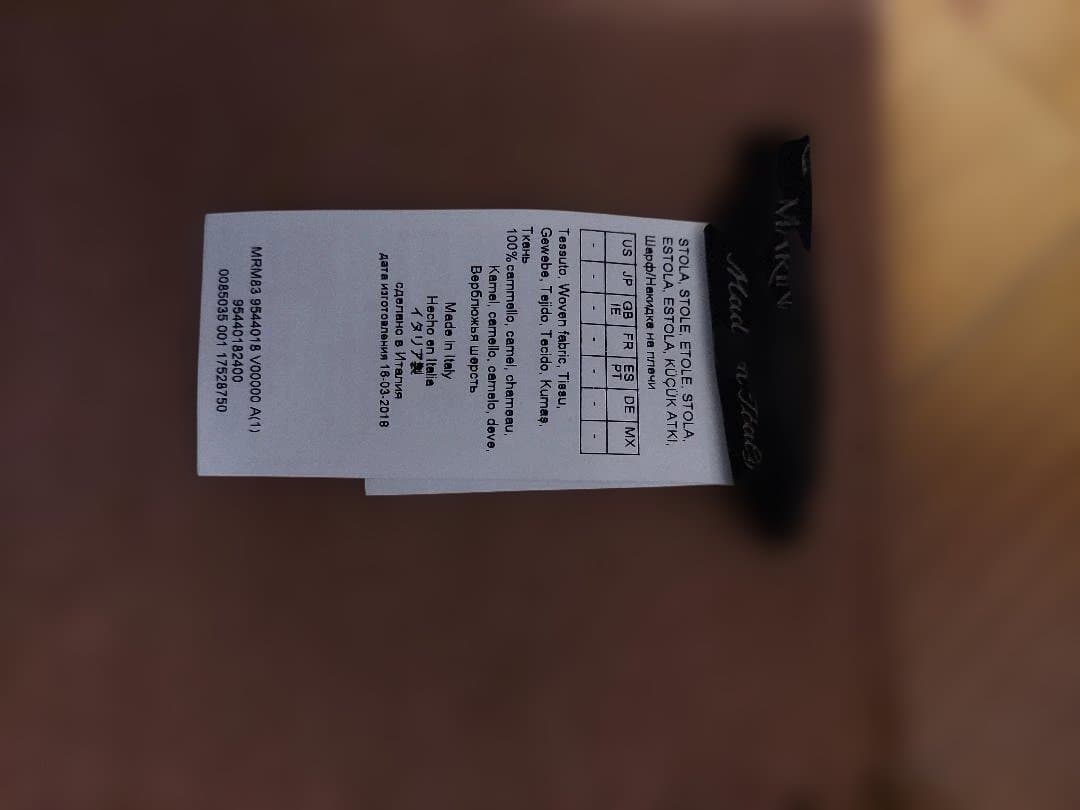 STOLA, STOLE, ETOLE, STOLA,
ESTOLA, ESTOLA, KÜÇÜK ATKI,
Шарф/Накидка на плечи
US JP GB FR ES DE MX
IE PT
- - - - - - -
Tessuto, Woven fabric, Tissu,
Gewebe, Tejido, Tecido, Kumaş,
Ткань
100% cammello, camel, chameau,
Kamel, camello, camelo, deve,
Верблюжья шерсть
Made in Italy
Hecho en Italia
イタリア製
сделано в Италия
дата изготовления 16-03-2018
MRM83 9544018 V00000 A(1)
95440182400
0085035 001 17528750